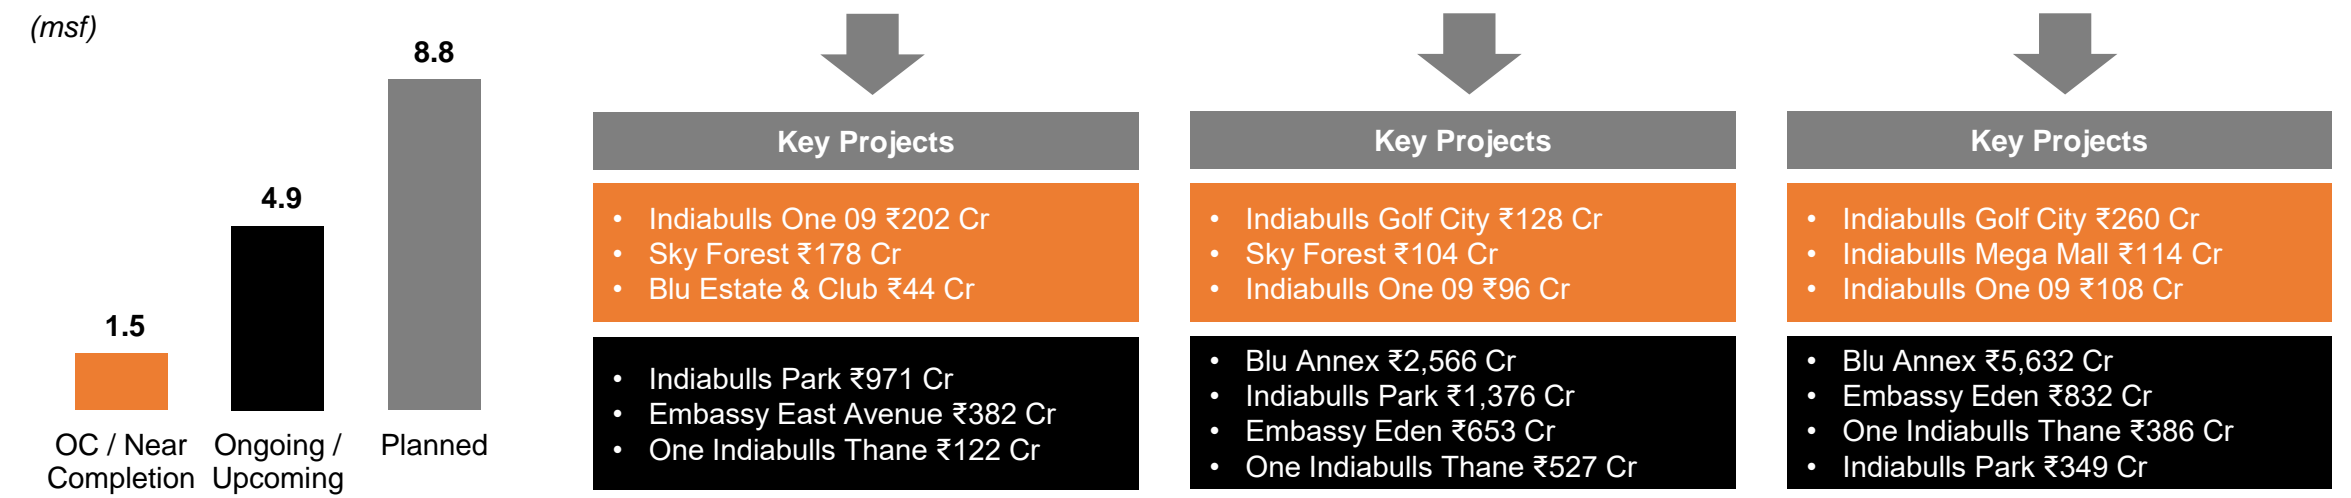 (msf)
8.8
4.9
1.5
OC / Near
Completion
Ongoing /
Upcoming
Planned
Key Projects
• Indiabulls One 09 ₹202 Cr
• Sky Forest ₹178 Cr
• Blu Estate & Club ₹44 Cr
• Indiabulls Park ₹971 Cr
• Embassy East Avenue ₹382 Cr
• One Indiabulls Thane ₹122 Cr
Key Projects
• Indiabulls Golf City ₹128 Cr
• Sky Forest ₹104 Cr
• Indiabulls One 09 ₹96 Cr
• Blu Annex ₹2,566 Cr
• Indiabulls Park ₹1,376 Cr
• Embassy Eden ₹653 Cr
• One Indiabulls Thane ₹527 Cr
Key Projects
• Indiabulls Golf City ₹260 Cr
• Indiabulls Mega Mall ₹114 Cr
• Indiabulls One 09 ₹108 Cr
• Blu Annex ₹5,632 Cr
• Embassy Eden ₹832 Cr
• One Indiabulls Thane ₹386 Cr
• Indiabulls Park ₹349 Cr